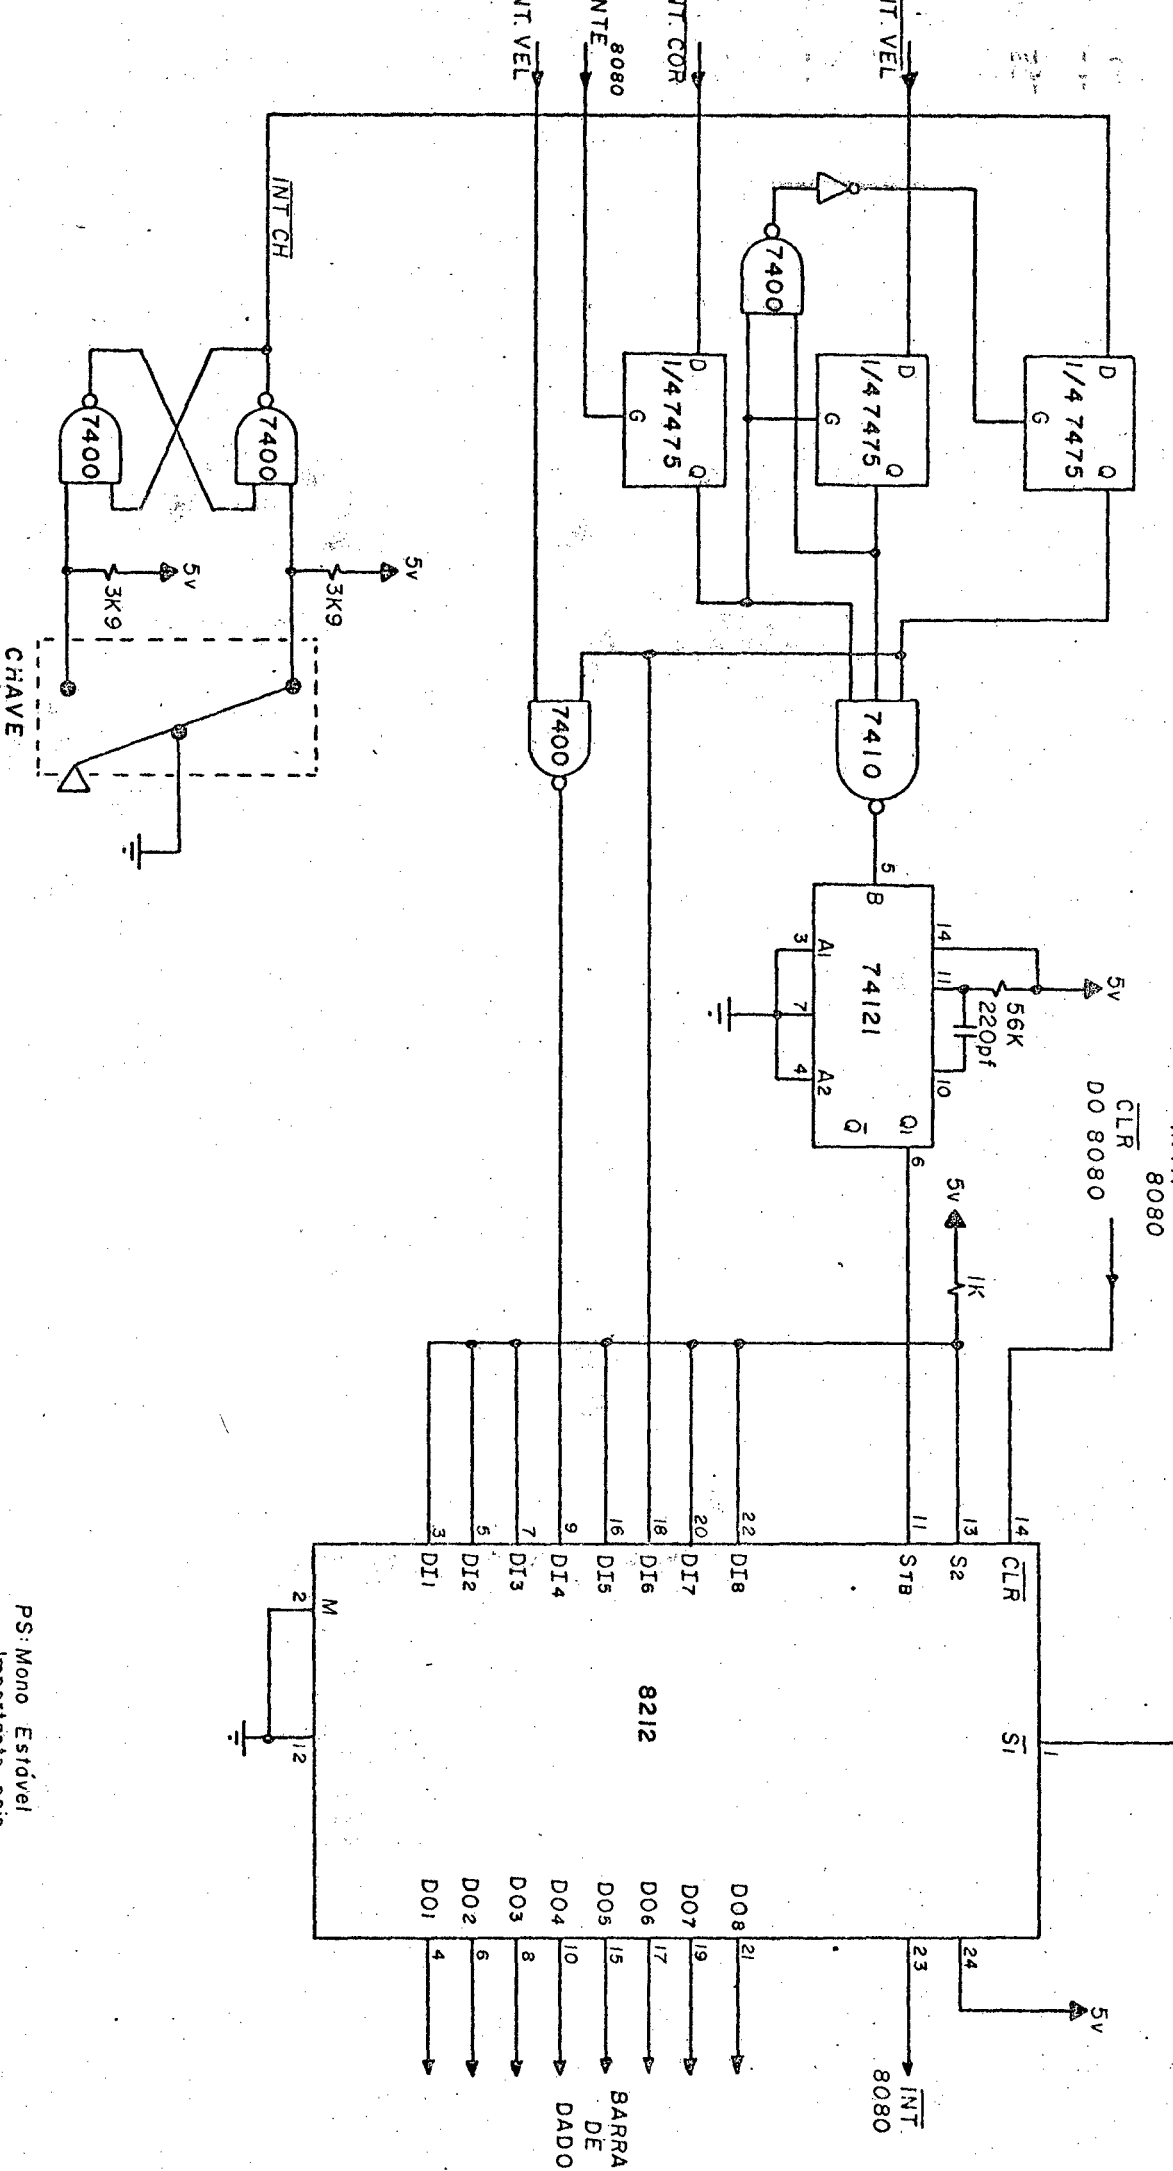 INT. VEL
8080
NTE
INT. COR
INT. VEL
INT CH
7400
7400
5v
3K9
5v
3K9
CHAVE
D
1/4 7475
G
Q
D
1/4 7475
G
Q
D
1/4 7475
G
Q
7400
7410
7400
5
B
3
A1
7
4
A2
74121
14
11
10
Q1
Q̄
6
5v
56K
220pf
8080
CLR
DO 8080
5v
1K
14
CLR
13
S2
11
STB
22
DI8
20
DI7
18
DI6
16
DI5
9
DI4
7
DI3
5
DI2
3
DI1
2
M
12
8212
S1
1
24
5v
23
INT
8080
DO8
21
DO7
19
DO6
17
DO5
15
DO4
10
DO3
8
DO2
6
DO1
4
BARRA
DE
DADO
PS: Mono Estável